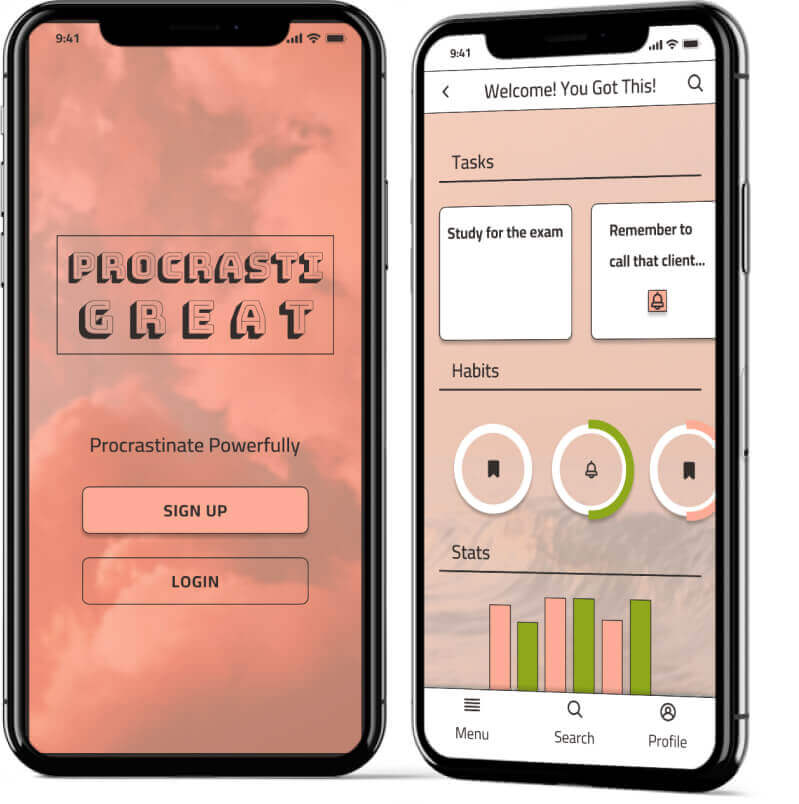 9:41
PROCRASTI
GREAT
Procrastinate Powerfully
SIGN UP
LOGIN
9:41
Welcome! You Got This!
Tasks
Study for the exam
Remember to
call that client...
Habits
Stats
Menu
Search
Profile